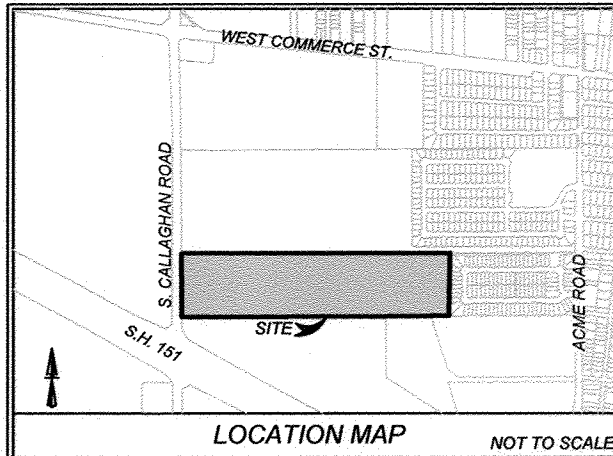 WEST COMMERCE ST.
S. CALLAGHAN ROAD
ACME ROAD
SITE
S.H. 151
LOCATION MAP
NOT TO SCALE